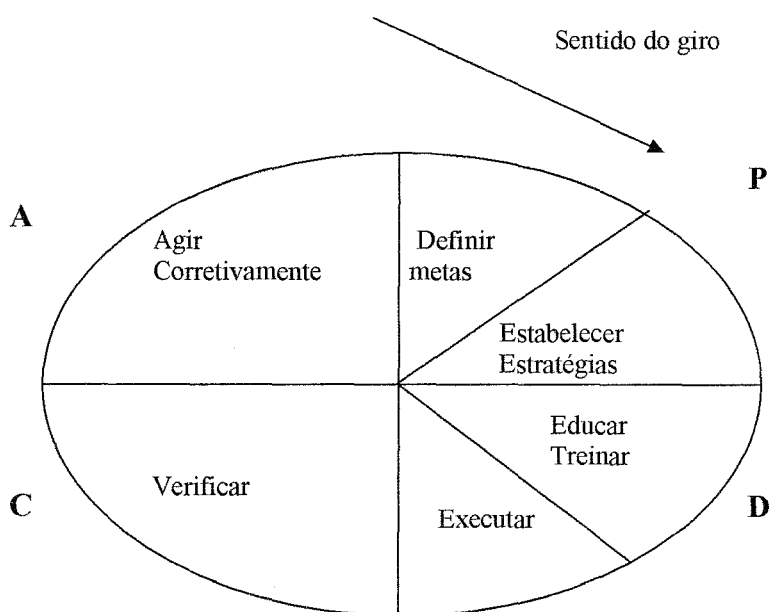 Sentido do giro
P
A
Agir
Corretivamente
Definir
metas
Estabelecer
Estratégias
Educar
Treinar
Verificar
Executar
C
D